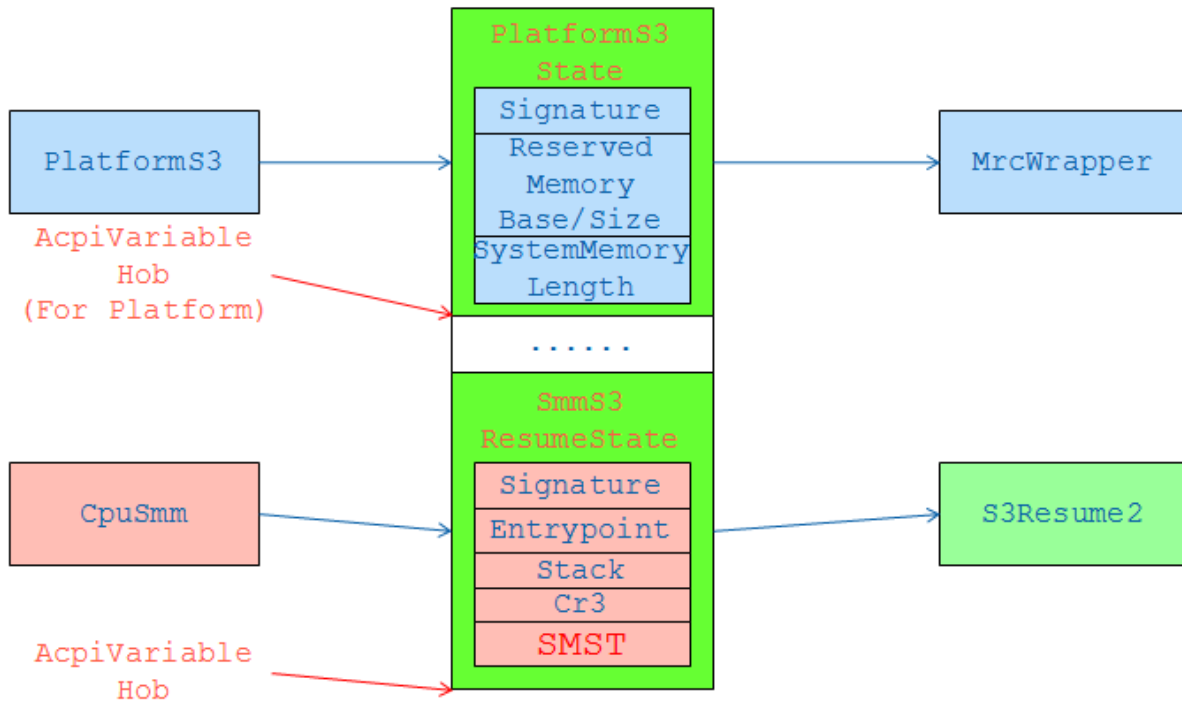 PlatformS3
State
Signature
Reserved
Memory
Base/Size
SystemMemory
Length
PlatformS3
MrcWrapper
AcpiVariable
Hob
(For Platform)
......
SmmS3
ResumeState
Signature
Entrypoint
Stack
Cr3
SMST
CpuSmm
S3Resume2
AcpiVariable
Hob